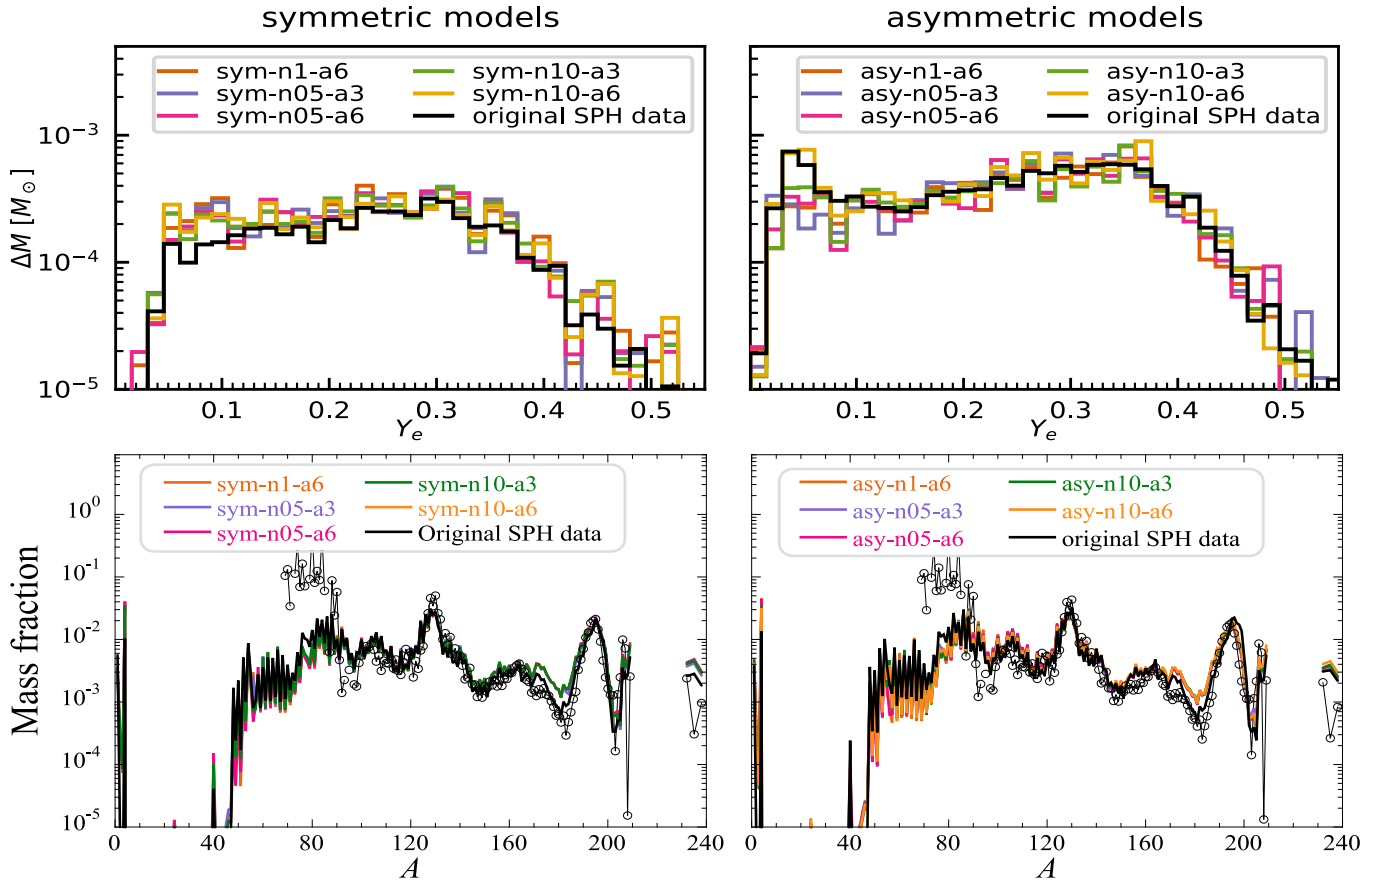 symmetric models
asymmetric models
sym-n1-a6
sym-n10-a3
sym-n05-a3
sym-n10-a6
sym-n05-a6
original SPH data
asy-n1-a6
asy-n10-a3
asy-n05-a3
asy-n10-a6
asy-n05-a6
original SPH data
ΔM [M⊙]
10⁻³
10⁻⁴
10⁻⁵
0.1 0.2 0.3 0.4 0.5
Yₑ
0.1 0.2 0.3 0.4 0.5
Yₑ
sym-n1-a6
sym-n10-a3
sym-n05-a3
sym-n10-a6
sym-n05-a6
Original SPH data
asy-n1-a6
asy-n10-a3
asy-n05-a3
asy-n10-a6
asy-n05-a6
original SPH data
Mass fraction
10⁰
10⁻¹
10⁻²
10⁻³
10⁻⁴
10⁻⁵
0 40 80 120 160 200 240
A
0 40 80 120 160 200 240
A